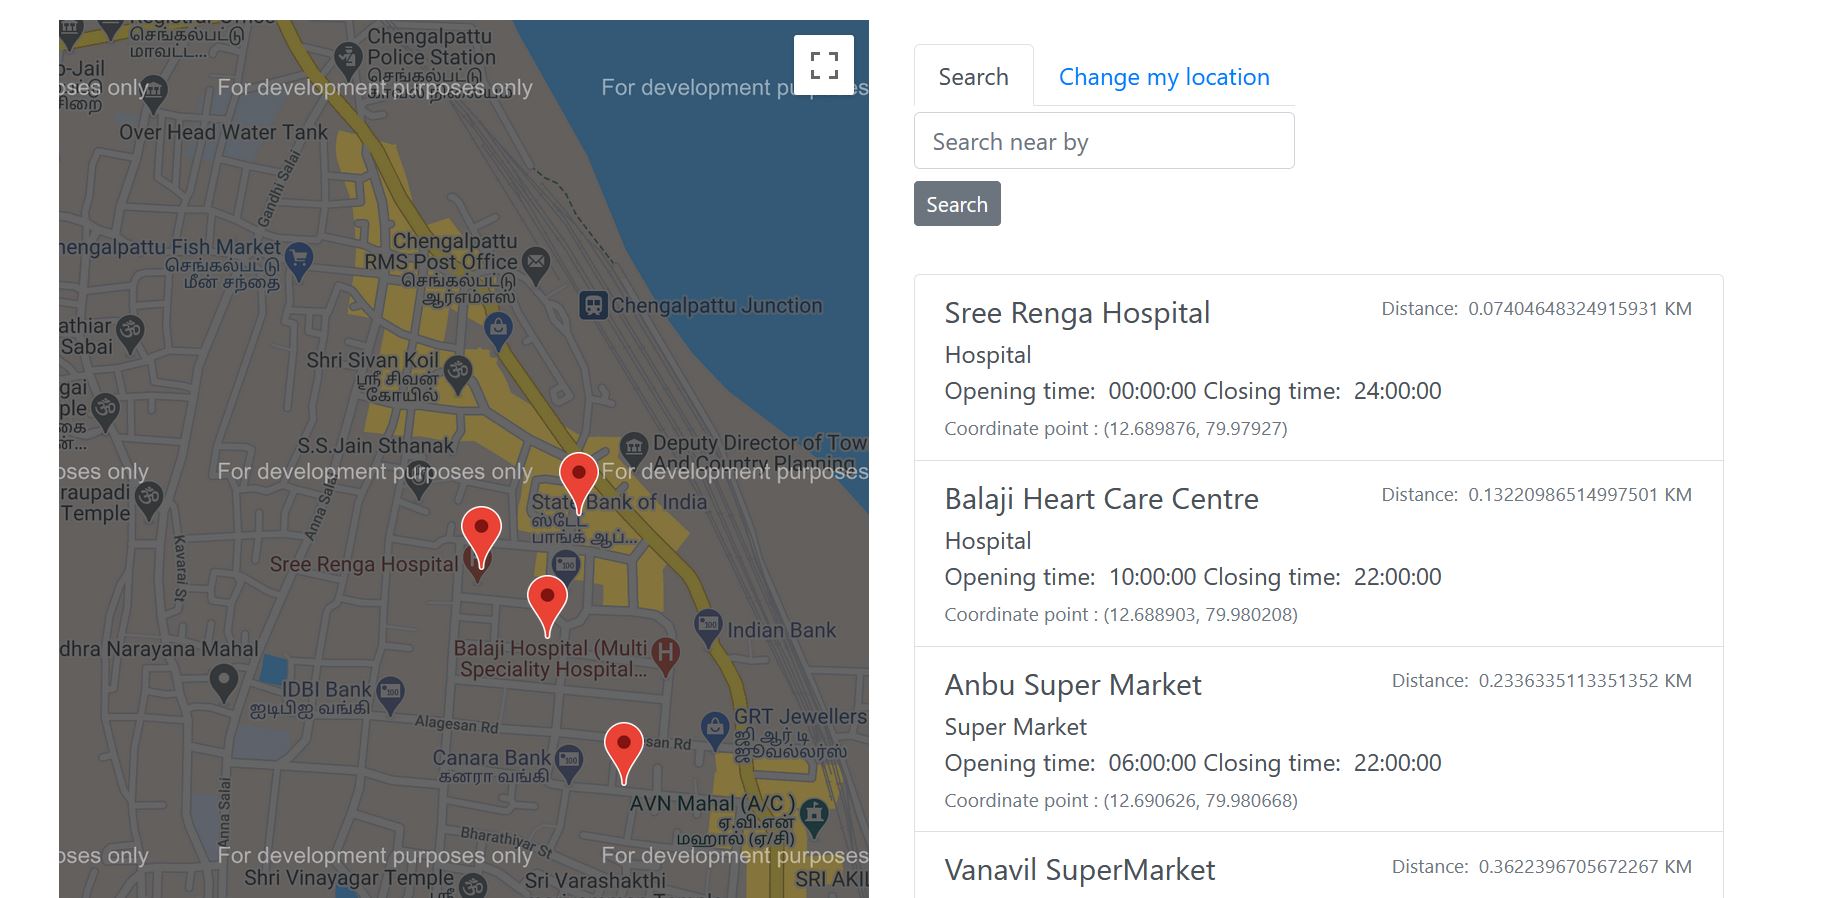 செங்கல்பட்டு
மாவட்ட...
Chengalpattu
Police Station
செங்கல்பட்டு
o-Jail
சிறை
oses only
For development purposes only
For development pu
es only
Over Head Water Tank
Gandhi Salai
hengalpattu Fish Market
செங்கல்பட்டு
மீன் சந்தை
Chengalpattu
RMS Post Office
செங்கல்பட்டு
ஆர்எம்எஸ்
Chengalpattu Junction
athiar
Sabai
Shri Sivan Koil
ஸ்ரீ சிவன்
கோயில்
gai
ple
கை
ன்...
S.S.Jain Sthanak
Deputy Director of Tow
And Country Planning
oses only
For development purposes only
For development purposes
raupadi
Temple
Anna Sala
State Bank of India
ஸ்டேட்
பாங்க் ஆப்...
Kavarai St
Sree Renga Hospital
Indian Bank
dhra Narayana Mahal
Balaji Hospital (Multi
Speciality Hospital...
IDBI Bank
ஐடிபிஐ வங்கி
Alagesan Rd
san Rd
GRT Jewellers
ஜி ஆர் டி
ஜூவல்லர்ஸ்
Canara Bank
கனரா வங்கி
Anna Salai
AVN Mahal (A/C )
ஏ.வி.என்
மஹால் (ஏ/சி)
Bharathiyar St
oses only
For development purposes only
For development purposes
Shri Vinayagar Temple
ஸ்ரீ
Sri Varashakthi
SRI AKIL
Search
Change my location
Search near by
Search
Sree Renga Hospital
Distance: 0.07404648324915931 KM
Hospital
Opening time: 00:00:00 Closing time: 24:00:00
Coordinate point : (12.689876, 79.97927)
Balaji Heart Care Centre
Distance: 0.13220986514997501 KM
Hospital
Opening time: 10:00:00 Closing time: 22:00:00
Coordinate point : (12.688903, 79.980208)
Anbu Super Market
Distance: 0.2336335113351352 KM
Super Market
Opening time: 06:00:00 Closing time: 22:00:00
Coordinate point : (12.690626, 79.980668)
Vanavil SuperMarket
Distance: 0.3622396705672267 KM